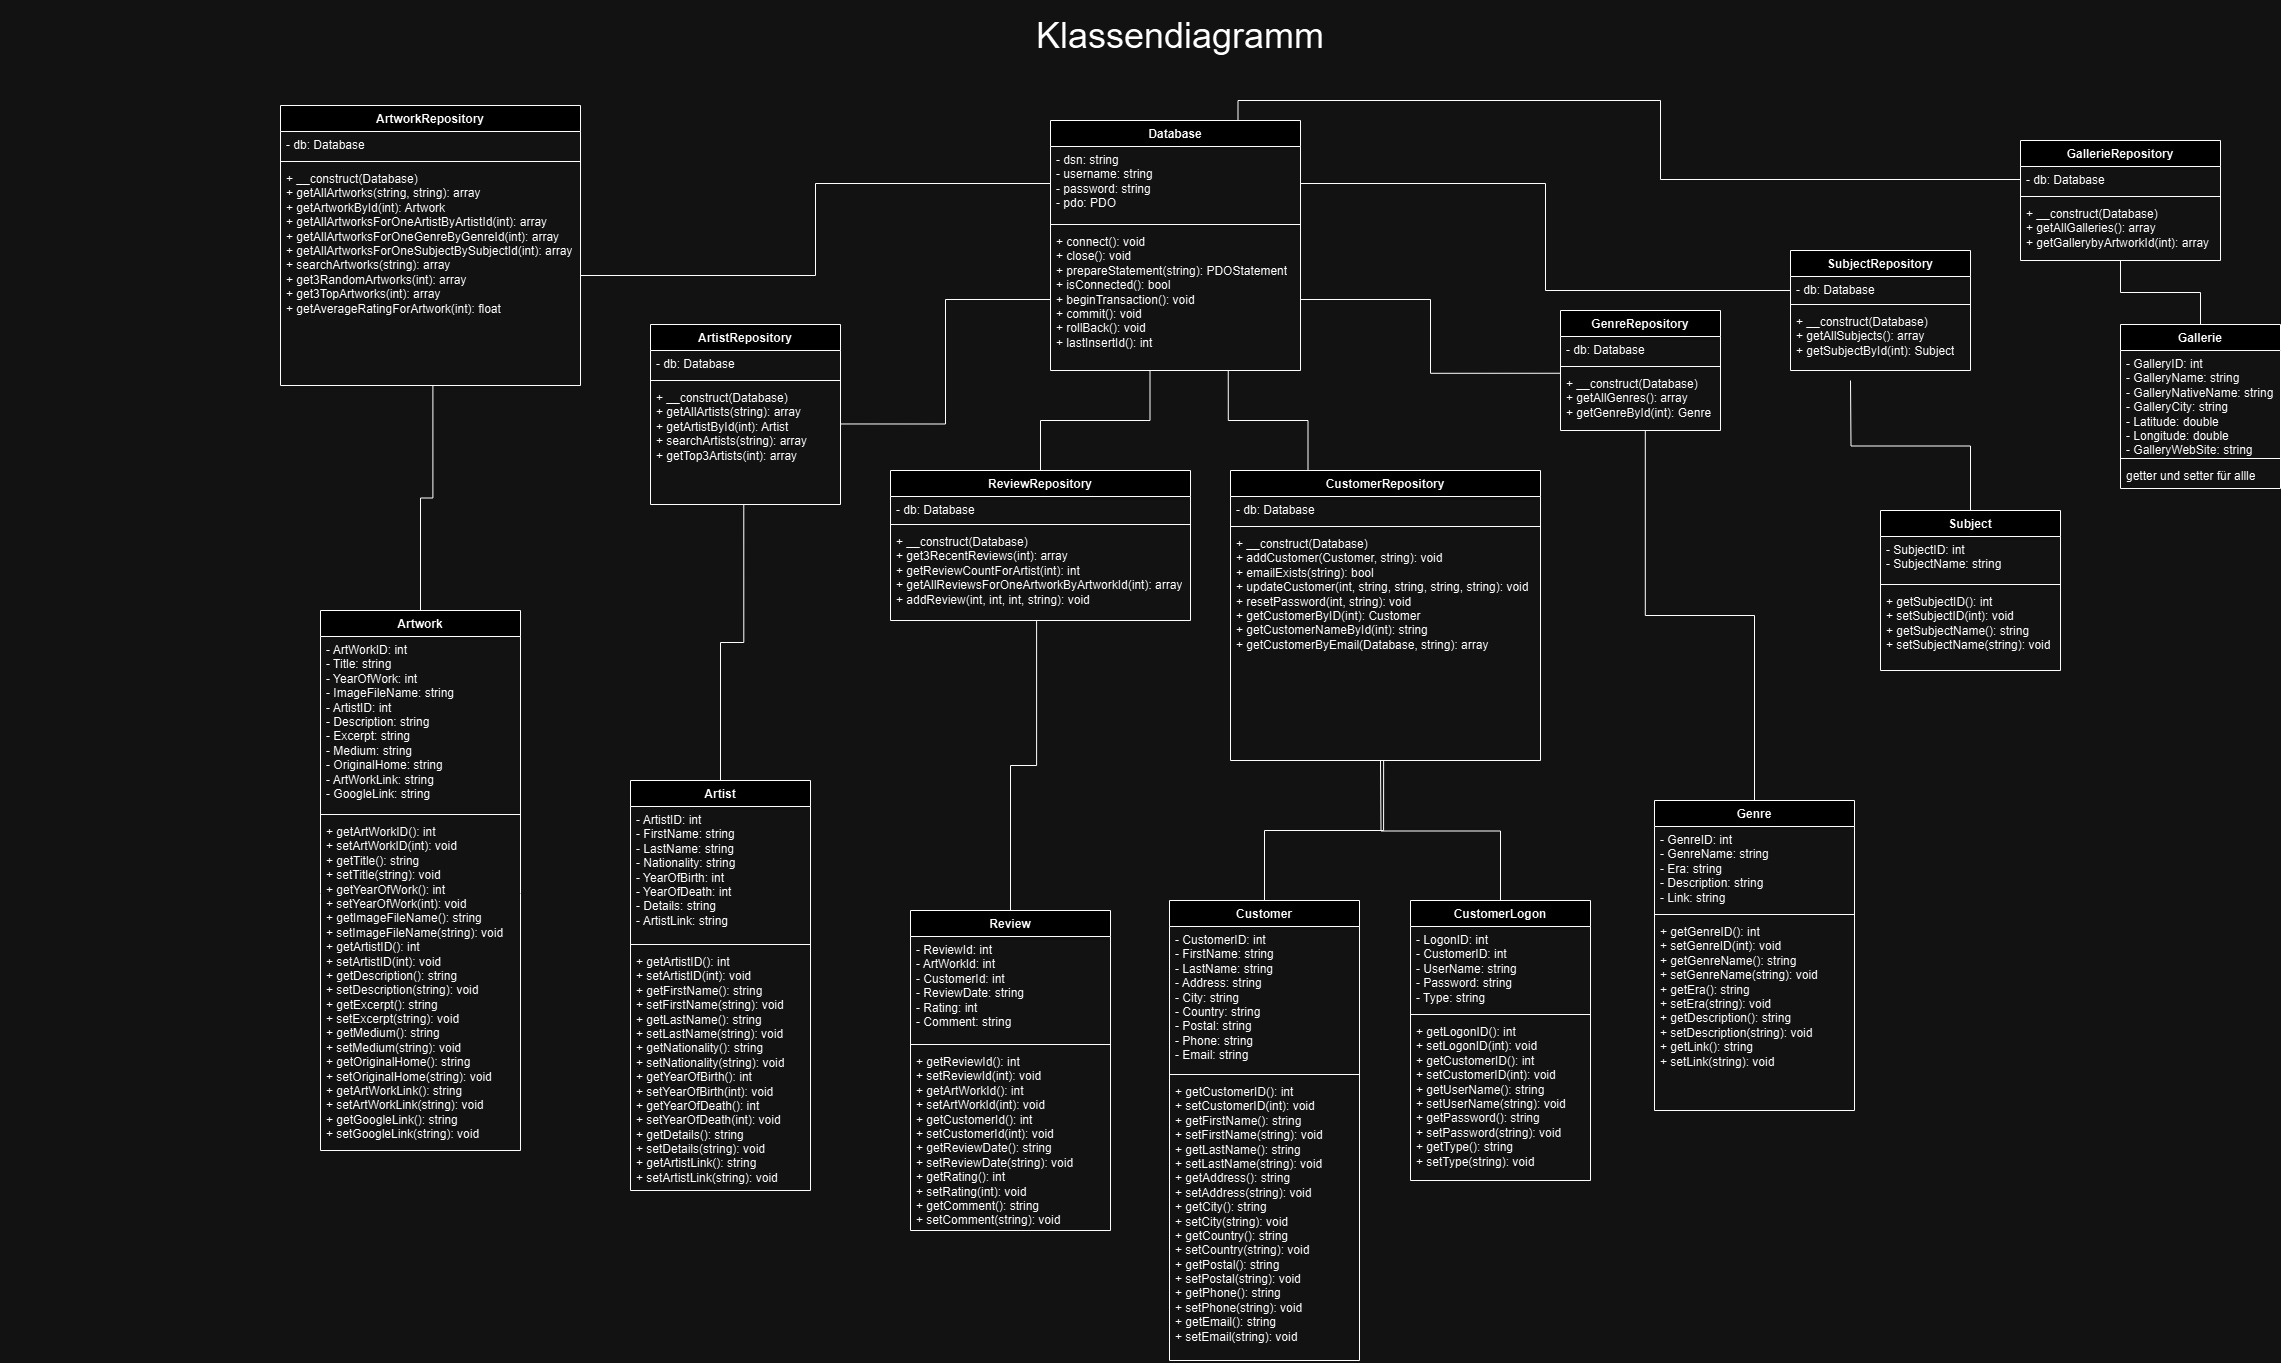 Klassendiagramm
ArtworkRepository
- db: Database
+ __construct(Database)
+ getAllArtworks(string, string): array
+ getArtworkById(int): Artwork
+ getAllArtworksForOneArtistByArtistId(int): array
+ getAllArtworksForOneGenreByGenreId(int): array
+ getAllArtworksForOneSubjectBySubjectId(int): array
+ searchArtworks(string): array
+ get3RandomArtworks(int): array
+ get3TopArtworks(int): array
+ getAverageRatingForArtwork(int): float
Database
- dsn: string
- username: string
- password: string
- pdo: PDO
+ connect(): void
+ close(): void
+ prepareStatement(string): PDOStatement
+ isConnected(): bool
+ beginTransaction(): void
+ commit(): void
+ rollBack(): void
+ lastInsertId(): int
GallerieRepository
- db: Database
+ __construct(Database)
+ getAllGalleries(): array
+ getGallerybyArtworkId(int): array
SubjectRepository
- db: Database
+ __construct(Database)
+ getAllSubjects(): array
+ getSubjectById(int): Subject
GenreRepository
- db: Database
+ __construct(Database)
+ getAllGenres(): array
+ getGenreById(int): Genre
ArtistRepository
- db: Database
+ __construct(Database)
+ getAllArtists(string): array
+ getArtistById(int): Artist
+ searchArtists(string): array
+ getTop3Artists(int): array
Gallerie
- GalleryID: int
- GalleryName: string
- GalleryNativeName: string
- GalleryCity: string
- Latitude: double
- Longitude: double
- GalleryWebSite: string
getter und setter für allle
ReviewRepository
- db: Database
+ __construct(Database)
+ get3RecentReviews(int): array
+ getReviewCountForArtist(int): int
+ getAllReviewsForOneArtworkByArtworkId(int): array
+ addReview(int, int, int, string): void
CustomerRepository
- db: Database
+ __construct(Database)
+ addCustomer(Customer, string): void
+ emailExists(string): bool
+ updateCustomer(int, string, string, string, string): void
+ resetPassword(int, string): void
+ getCustomerByID(int): Customer
+ getCustomerNameById(int): string
+ getCustomerByEmail(Database, string): array
Subject
- SubjectID: int
- SubjectName: string
+ getSubjectID(): int
+ setSubjectID(int): void
+ getSubjectName(): string
+ setSubjectName(string): void
Artwork
- ArtWorkID: int
- Title: string
- YearOfWork: int
- ImageFileName: string
- ArtistID: int
- Description: string
- Excerpt: string
- Medium: string
- OriginalHome: string
- ArtWorkLink: string
- GoogleLink: string
+ getArtWorkID(): int
+ setArtWorkID(int): void
+ getTitle(): string
+ setTitle(string): void
+ getYearOfWork(): int
+ setYearOfWork(int): void
+ getImageFileName(): string
+ setImageFileName(string): void
+ getArtistID(): int
+ setArtistID(int): void
+ getDescription(): string
+ setDescription(string): void
+ getExcerpt(): string
+ setExcerpt(string): void
+ getMedium(): string
+ setMedium(string): void
+ getOriginalHome(): string
+ setOriginalHome(string): void
+ getArtWorkLink(): string
+ setArtWorkLink(string): void
+ getGoogleLink(): string
+ setGoogleLink(string): void
Artist
- ArtistID: int
- FirstName: string
- LastName: string
- Nationality: string
- YearOfBirth: int
- YearOfDeath: int
- Details: string
- ArtistLink: string
+ getArtistID(): int
+ setArtistID(int): void
+ getFirstName(): string
+ setFirstName(string): void
+ getLastName(): string
+ setLastName(string): void
+ getNationality(): string
+ setNationality(string): void
+ getYearOfBirth(): int
+ setYearOfBirth(int): void
+ getYearOfDeath(): int
+ setYearOfDeath(int): void
+ getDetails(): string
+ setDetails(string): void
+ getArtistLink(): string
+ setArtistLink(string): void
Review
- ReviewId: int
- ArtWorkId: int
- CustomerId: int
- ReviewDate: string
- Rating: int
- Comment: string
+ getReviewId(): int
+ setReviewId(int): void
+ getArtWorkId(): int
+ setArtWorkId(int): void
+ getCustomerId(): int
+ setCustomerId(int): void
+ getReviewDate(): string
+ setReviewDate(string): void
+ getRating(): int
+ setRating(int): void
+ getComment(): string
+ setComment(string): void
Customer
- CustomerID: int
- FirstName: string
- LastName: string
- Address: string
- City: string
- Country: string
- Postal: string
- Phone: string
- Email: string
+ getCustomerID(): int
+ setCustomerID(int): void
+ getFirstName(): string
+ setFirstName(string): void
+ getLastName(): string
+ setLastName(string): void
+ getAddress(): string
+ setAddress(string): void
+ getCity(): string
+ setCity(string): void
+ getCountry(): string
+ setCountry(string): void
+ getPostal(): string
+ setPostal(string): void
+ getPhone(): string
+ setPhone(string): void
+ getEmail(): string
+ setEmail(string): void
CustomerLogon
- LogonID: int
- CustomerID: int
- UserName: string
- Password: string
- Type: string
+ getLogonID(): int
+ setLogonID(int): void
+ getCustomerID(): int
+ setCustomerID(int): void
+ getUserName(): string
+ setUserName(string): void
+ getPassword(): string
+ setPassword(string): void
+ getType(): string
+ setType(string): void
Genre
- GenreID: int
- GenreName: string
- Era: string
- Description: string
- Link: string
+ getGenreID(): int
+ setGenreID(int): void
+ getGenreName(): string
+ setGenreName(string): void
+ getEra(): string
+ setEra(string): void
+ getDescription(): string
+ setDescription(string): void
+ getLink(): string
+ setLink(string): void